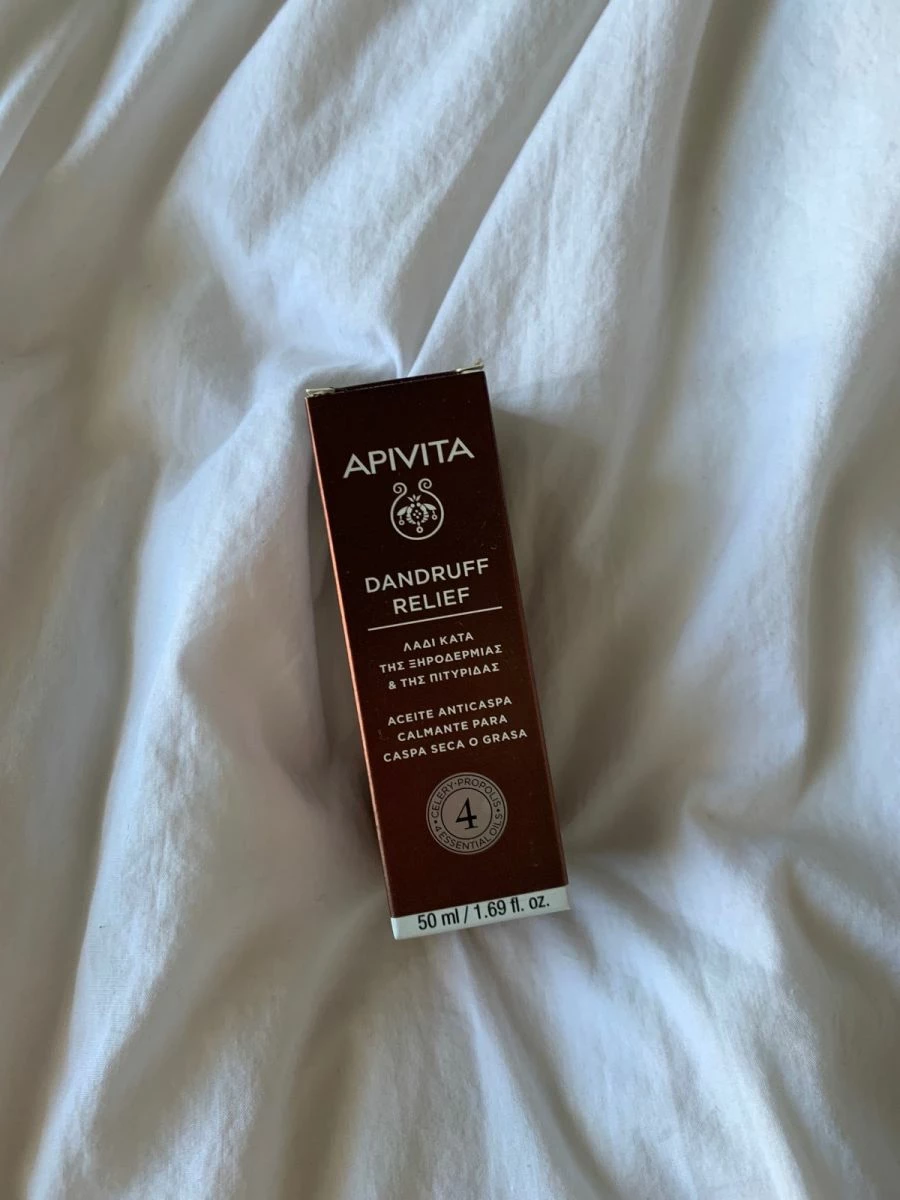 APIVITA
DANDRUFF
RELIEF
ΛΑΔΙ ΚΑΤΑ
ΤΗΣ ΞΗΡΟΔΕΡΜΙΑΣ
& ΤΗΣ ΠΙΤΥΡΙΔΑΣ
ACEITE ANTICASPA
CALMANTE PARA
CASPA SECA O GRASA
• CELERY•PROPOLIS •
4 ESSENTIAL OILS
4
50 ml / 1.69 fl. oz.